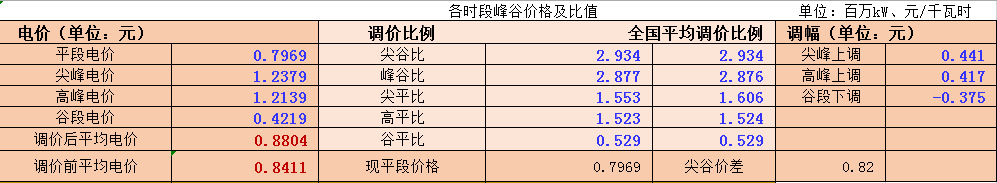 各时段峰谷价格及比值 单位：百万kW、元/千瓦时
电价（单位：元） 调价比例 全国平均调价比例 调幅（单位：元）
平段电价 0.7969 尖谷比 2.934 2.934 尖峰上调 0.441
尖峰电价 1.2379 峰谷比 2.877 2.876 高峰上调 0.417
高峰电价 1.2139 尖平比 1.553 1.606 谷段下调 -0.375
谷段电价 0.4219 高平比 1.523 1.524
调价后平均电价 0.8804 谷平比 0.529 0.529
调价前平均电价 0.8411 现平段价格 0.7969 尖谷价差 0.82